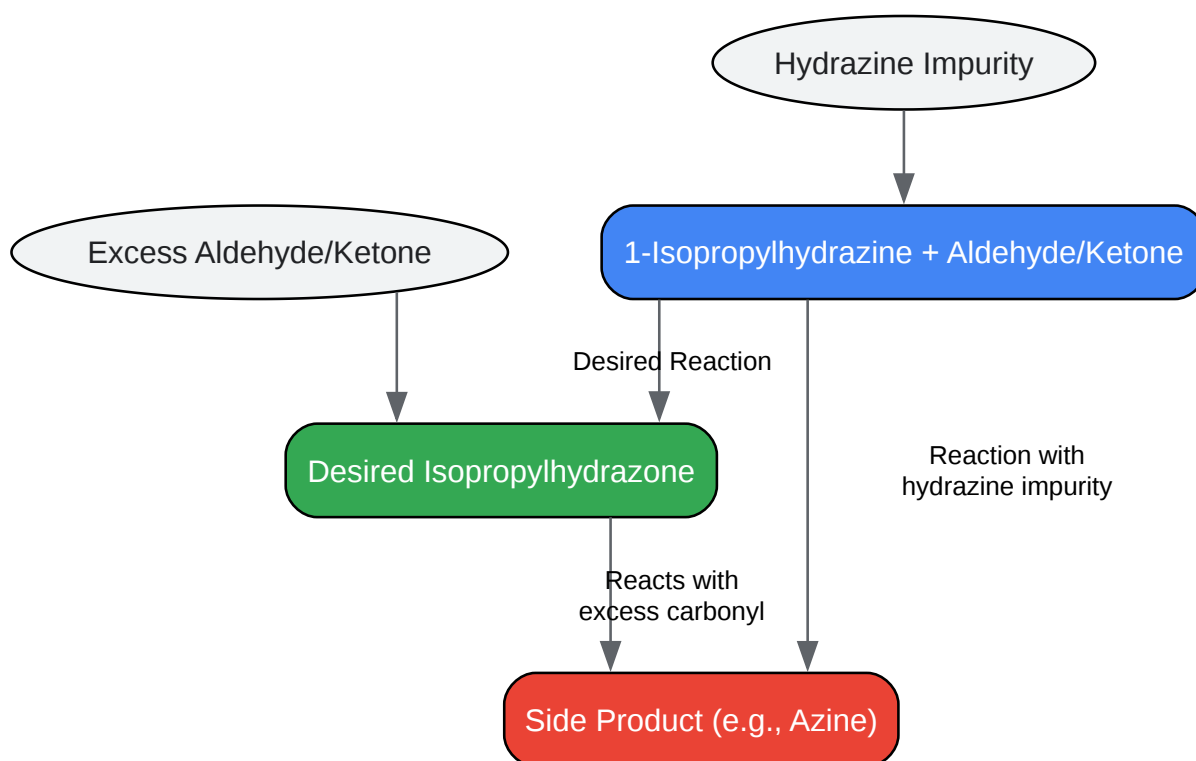 Hydrazine Impurity
Excess Aldehyde/Ketone
1-Isopropylhydrazine + Aldehyde/Ketone
Desired Reaction
Reaction with
hydrazine impurity
Desired Isopropylhydrazone
Reacts with
excess carbonyl
Side Product (e.g., Azine)